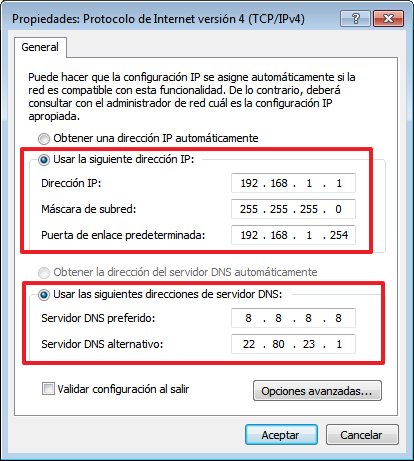 Propiedades: Protocolo de Internet versión 4 (TCP/IPv4)
General
Puede hacer que la configuración IP se asigne automáticamente si la
red es compatible con esta funcionalidad. De lo contrario, deberá
consultar con el administrador de red cuál es la configuración IP
apropiada.
Obtener una dirección IP automáticamente
Usar la siguiente dirección IP:
Dirección IP: 192 . 168 . 1 . 1
Máscara de subred: 255 . 255 . 255 . 0
Puerta de enlace predeterminada: 192 . 168 . 1 . 254
Obtener la dirección del servidor DNS automáticamente
Usar las siguientes direcciones de servidor DNS:
Servidor DNS preferido: 8 . 8 . 8 . 8
Servidor DNS alternativo: 22 . 80 . 23 . 1
Validar configuración al salir
Opciones avanzadas...
Aceptar Cancelar